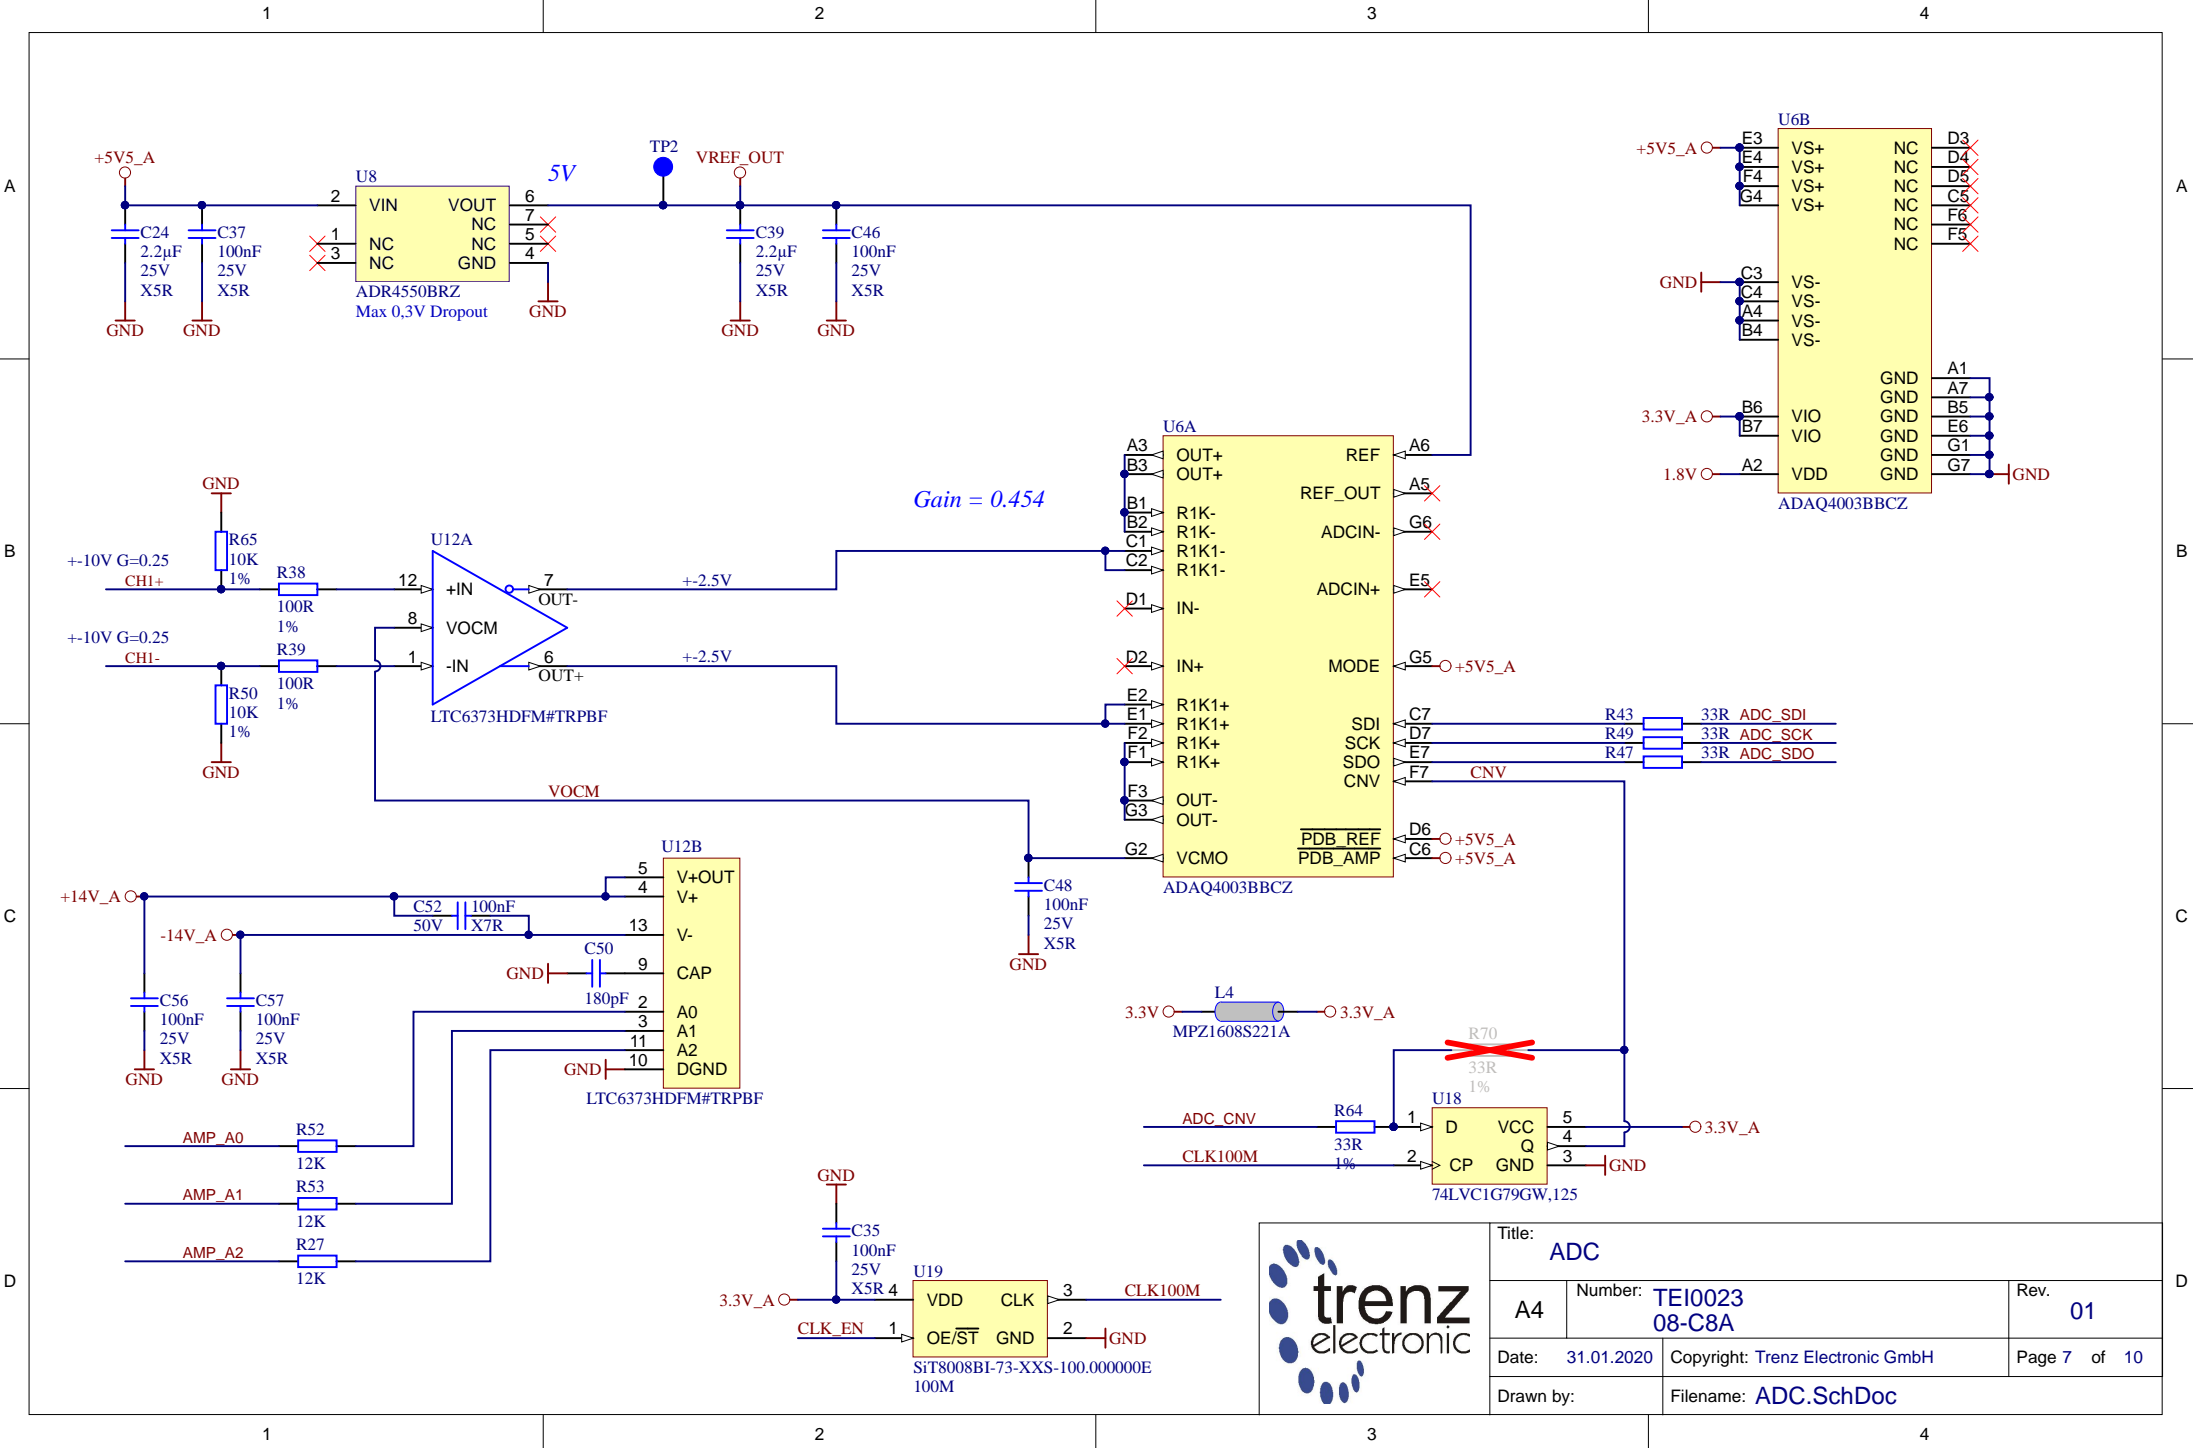 1 2 3 4
A
B
C
D
A
B
C
D
+5V5_A
U8
2 VIN
1 NC
3 NC
VOUT 6
NC 7
NC 5
GND 4
ADR4550BRZ
Max 0,3V Dropout
C24
2.2µF
25V
X5R
GND
C37
100nF
25V
X5R
GND
GND
5V
TP2
VREF_OUT
C39
2.2µF
25V
X5R
GND
C46
100nF
25V
X5R
GND
U6B
+5V5_A
E3 VS+
E4 VS+
F4 VS+
G4 VS+
GND
C3 VS-
C4 VS-
A4 VS-
B4 VS-
3.3V_A
B6 VIO
B7 VIO
1.8V
A2 VDD
NC D3
NC D4
NC D5
NC C5
NC F6
NC F5
GND A1
GND A7
GND B5
GND E6
GND G1
GND G7
GND
ADAQ4003BBCZ
GND
R65
10K
1%
+-10V G=0.25
CH1+
R38
100R
1%
+-10V G=0.25
CH1-
R39
100R
1%
R50
10K
1%
GND
U12A
12 +IN
8 VOCM
1 -IN
7
OUT-
6
OUT+
LTC6373HDFM#TRPBF
+-2.5V
+-2.5V
VOCM
Gain = 0.454
U6A
A3 OUT+
B3 OUT+
B1 R1K-
B2 R1K-
C1 R1K1-
C2 R1K1-
D1 IN-
D2 IN+
E2 R1K1+
E1 R1K1+
F2 R1K+
F1 R1K+
F3 OUT-
G3 OUT-
G2 VCMO
REF A6
REF_OUT A5
ADCIN- G6
ADCIN+ E5
MODE G5 +5V5_A
SDI C7
SCK D7
SDO E7
CNV F7
PDB_REF D6 +5V5_A
PDB_AMP C6 +5V5_A
ADAQ4003BBCZ
CNV
R43 33R ADC_SDI
R49 33R ADC_SCK
R47 33R ADC_SDO
C48
100nF
25V
X5R
GND
U12B
5 V+OUT
4 V+
13 V-
9 CAP
2 A0
3 A1
11 A2
10 DGND
LTC6373HDFM#TRPBF
+14V_A
C52 100nF
50V X7R
-14V_A
C50
180pF
GND
GND
C56
100nF
25V
X5R
GND
C57
100nF
25V
X5R
GND
AMP_A0 R52
12K
AMP_A1 R53
12K
AMP_A2 R27
12K
3.3V L4 3.3V_A
MPZ1608S221A
R70
33R
1%
U18
ADC_CNV R64
33R
1%
CLK100M
1 D
2 CP
VCC 5
Q 4
GND 3
3.3V_A
GND
74LVC1G79GW,125
GND
C35
100nF
25V
X5R
U19
3.3V_A
CLK_EN
4 VDD
1 OE/ST
CLK 3
GND 2
CLK100M
GND
SiT8008BI-73-XXS-100.000000E
100M
trenz
electronic
Title:
ADC
A4
Number: TEI0023
08-C8A
Rev.
01
Date: 31.01.2020
Copyright: Trenz Electronic GmbH
Page 7 of 10
Drawn by:
Filename: ADC.SchDoc
1 2 3 4